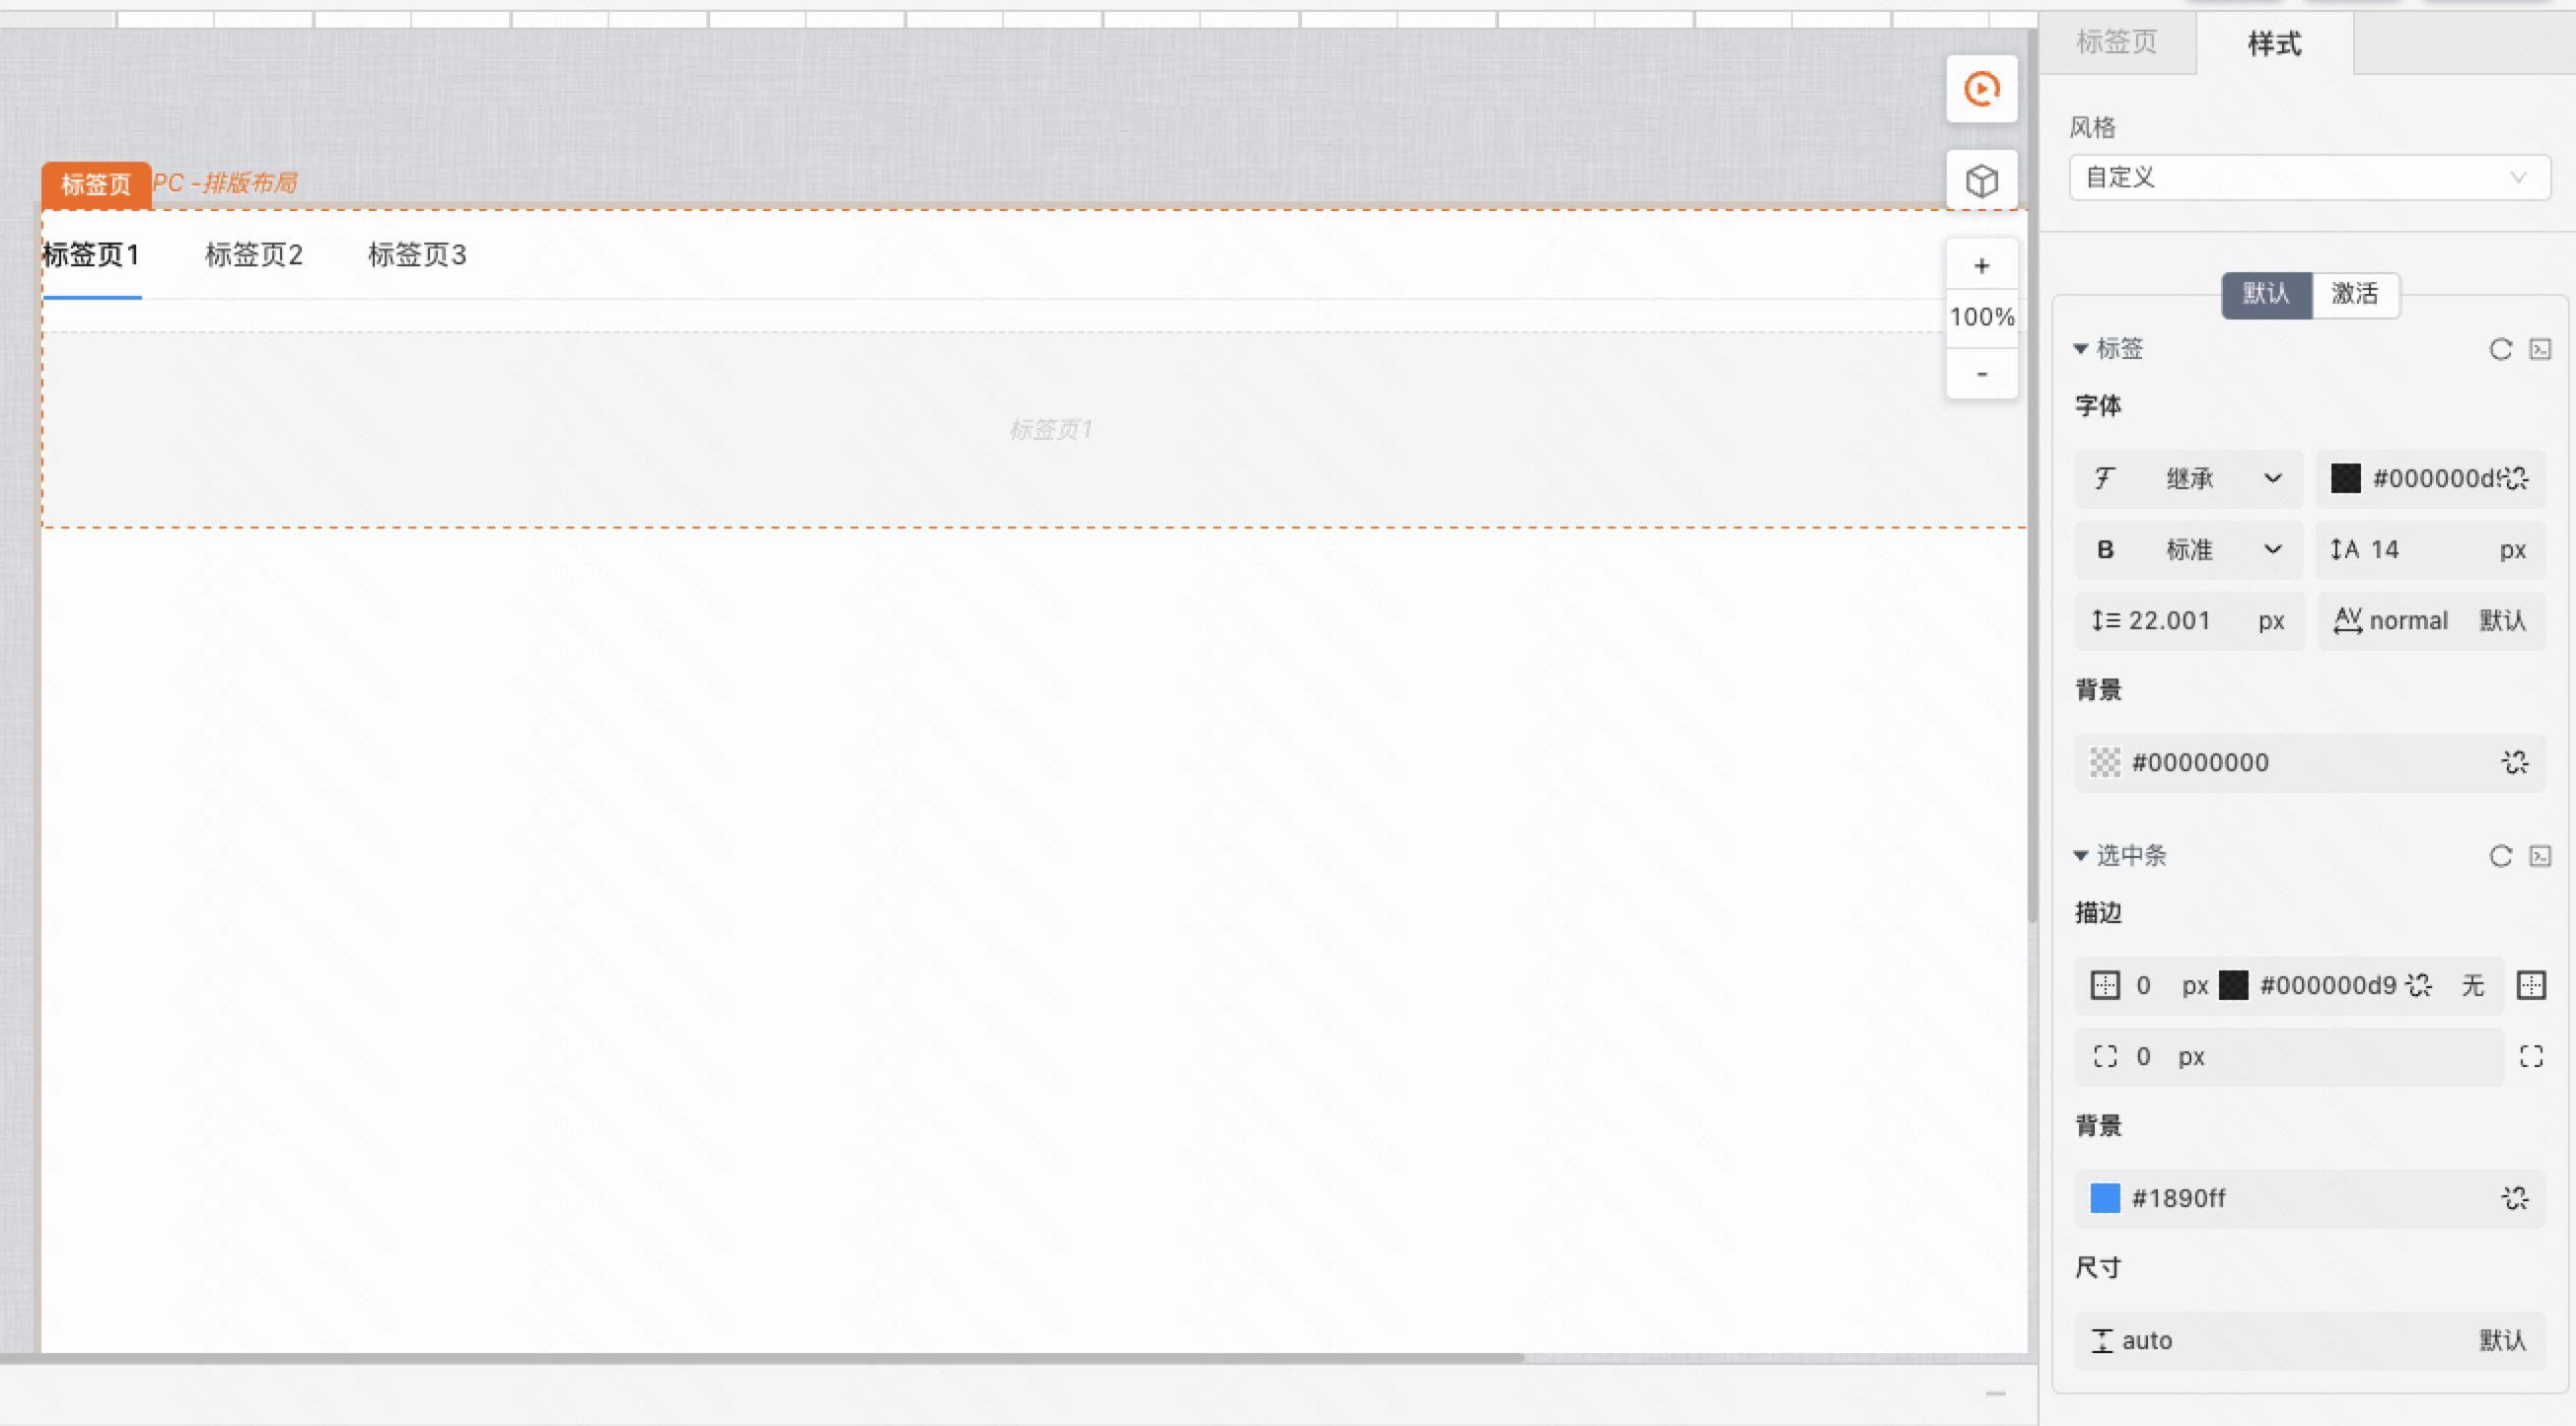 标签页 样式
风格
自定义
标签页 PC -排版布局
标签页1 标签页2 标签页3
+
100%
-
标签页1
默认 激活
标签
字体
继承 #000000d9
B 标准 A 14 px
22.001 px AV normal 默认
背景
#00000000
选中条
描边
0 px #000000d9 无
0 px
背景
#1890ff
尺寸
auto 默认